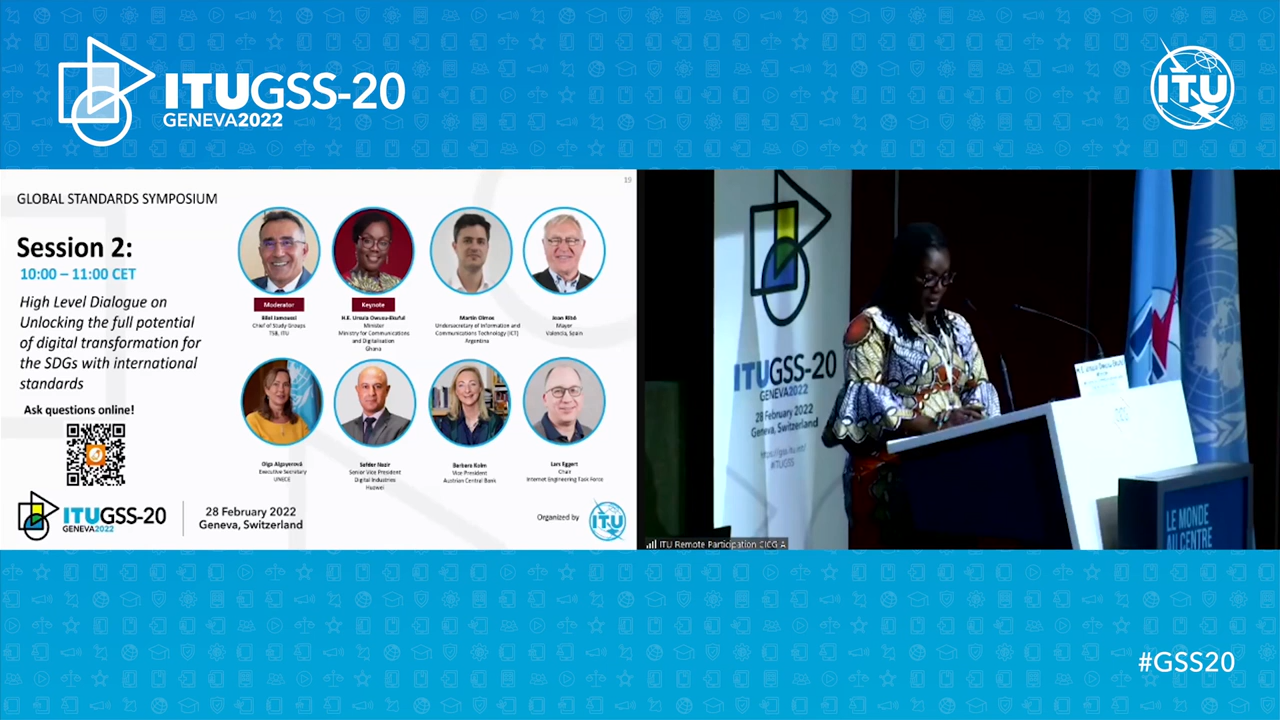 ITUGSS-20
GENEVA2022
ITU
19
GLOBAL STANDARDS SYMPOSIUM
Session 2:
10:00 – 11:00 CET
High Level Dialogue on
Unlocking the full potential
of digital transformation for
the SDGs with international
standards
Ask questions online!
Moderator
Bilel Jamoussi
Chief of Study Groups
TSB, ITU
Keynote
H.E. Ursula Owusu-Ekuful
Minister
Ministry for Communications
and Digitalisation
Ghana
Martin Olmos
Undersecretary of Information and
Communications Technology (ICT)
Argentina
Joan Ribó
Mayor
Valencia, Spain
Olga Algayerová
Executive Secretary
UNECE
Safder Nazir
Senior Vice President
Digital Industries
Huawei
Barbara Kolm
Vice President
Austrian Central Bank
Lars Eggert
Chair
Internet Engineering Task Force
ITUGSS-20
GENEVA2022
28 February 2022
Geneva, Switzerland
Organized by
ITU
ITUGSS-20
GENEVA2022
28 February 2022
Geneva, Switzerland
#ITUGSS
H.E. Ursula Owusu-Ekuful
LE MONDE
AU CENTRE
ITU Remote Participation CICG A
#GSS20